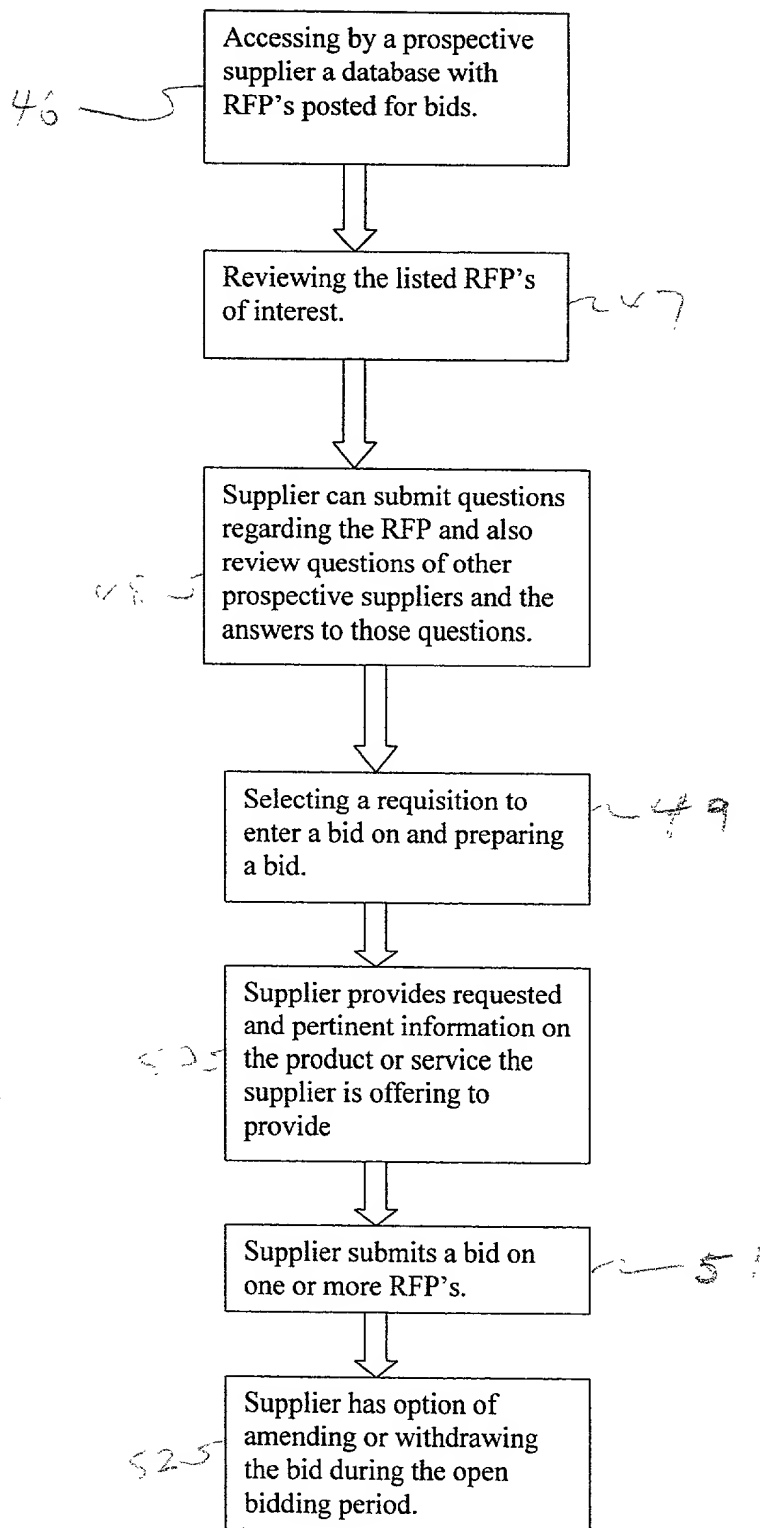 Accessing by a prospective
supplier a database with
RFP's posted for bids.
46
Reviewing the listed RFP's
of interest.
47
Supplier can submit questions
regarding the RFP and also
review questions of other
prospective suppliers and the
answers to those questions.
48
Selecting a requisition to
enter a bid on and preparing
a bid.
49
Supplier provides requested
and pertinent information on
the product or service the
supplier is offering to
provide
50
Supplier submits a bid on
one or more RFP's.
Supplier has option of
amending or withdrawing
the bid during the open
bidding period.
52